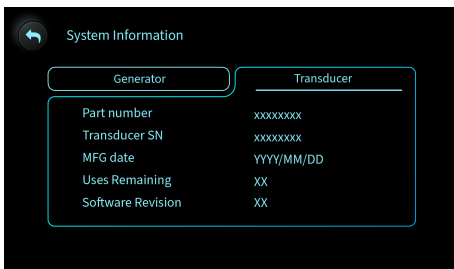 System Information
Generator Transducer
Part number xxxxxxxx
Transducer SN xxxxxxxx
MFG date YYYY/MM/DD
Uses Remaining XX
Software Revision XX